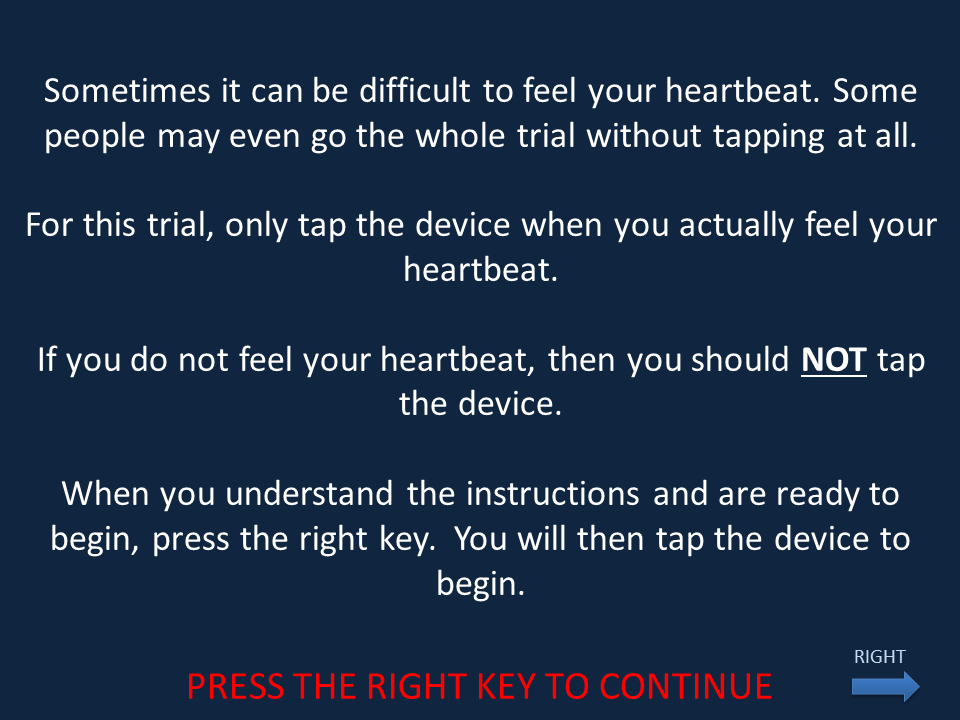 Sometimes it can be difficult to feel your heartbeat. Some
people may even go the whole trial without tapping at all.
For this trial, only tap the device when you actually feel your
heartbeat.
If you do not feel your heartbeat, then you should NOT tap
the device.
When you understand the instructions and are ready to
begin, press the right key. You will then tap the device to
begin.
RIGHT
PRESS THE RIGHT KEY TO CONTINUE